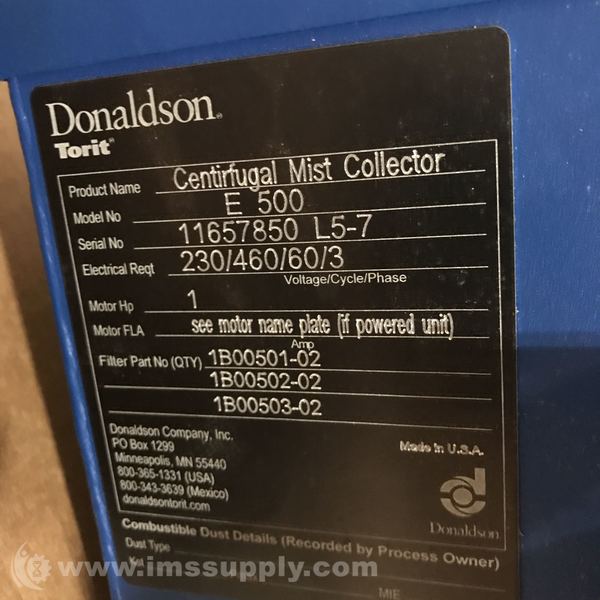 Donaldson®
Torit®
Product Name Centirfugal Mist Collector
Model No E 500
Serial No 11657850 L5-7
Electrical Reqt 230/460/60/3
Voltage/Cycle/Phase
Motor Hp 1
Motor FLA see motor name plate (if powered unit)
Amp
Filter Part No (QTY) 1B00501-02
1B00502-02
1B00503-02
Donaldson Company, Inc.
PO Box 1299
Minneapolis, MN 55440
800-365-1331 (USA)
800-343-3639 (Mexico)
donaldsontorit.com
Made in U.S.A.
Donaldson
Combustible Dust Details (Recorded by Process Owner)
Dust Type
MIE
www.imssupply.com